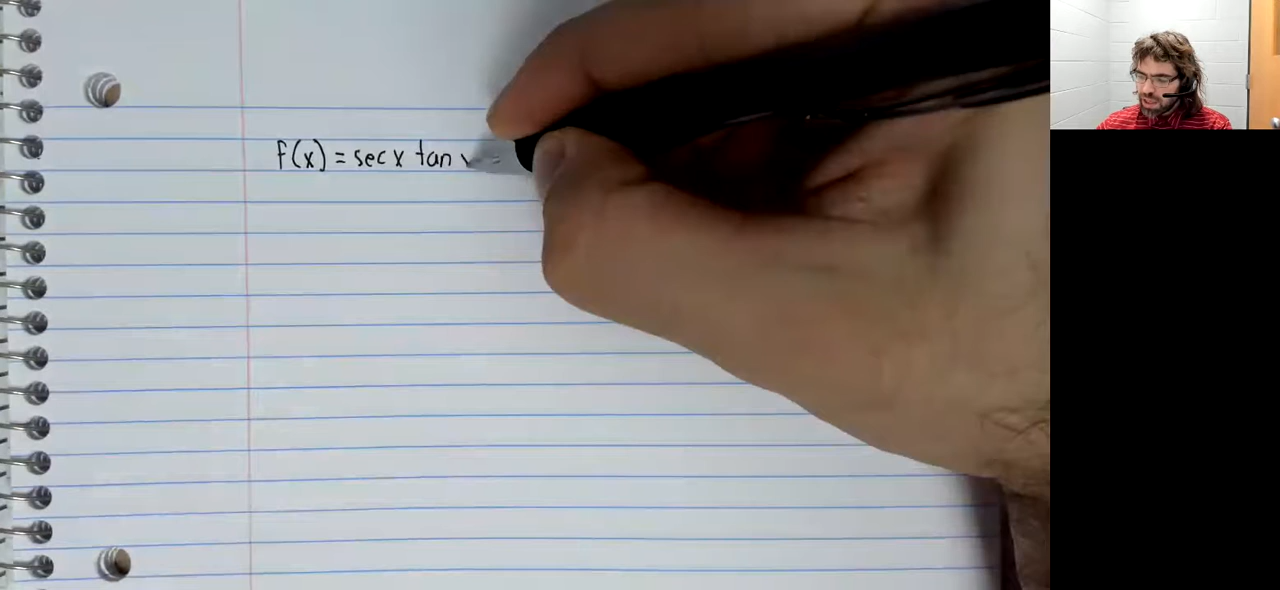 f(x) = sec x tan x =